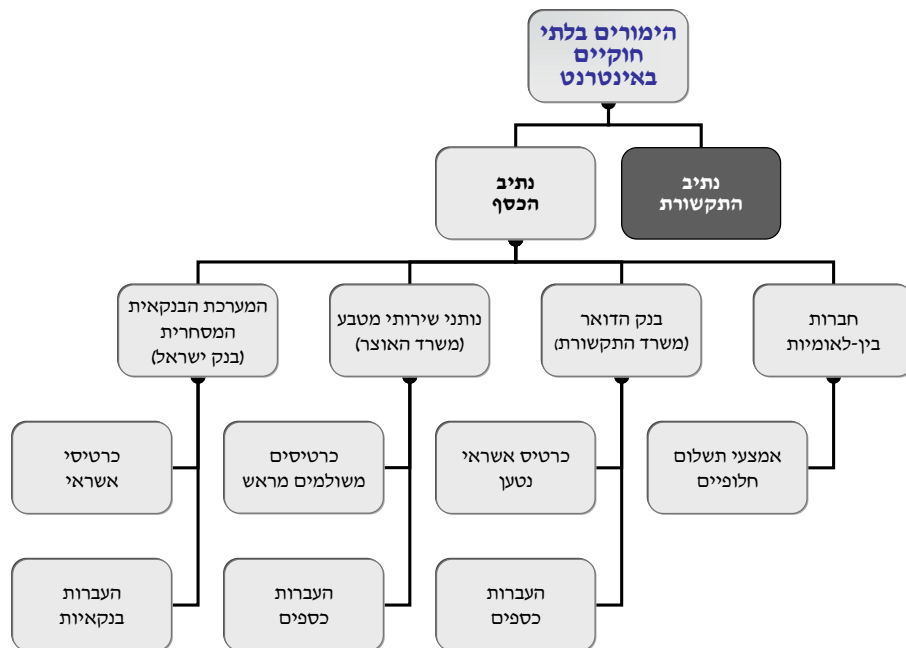 הימורים בלתי
חוקיים
באינטרנט
נתיב
התקשורת
נתיב
הכסף
חברות
בין-לאומיות
בנק הדואר
(משרד התקשורת)
נותני שירותי מטבע
(משרד האוצר)
המערכת הבנקאית
המסחרית
(בנק ישראל)
אמצעי תשלום
חלופיים
כרטיס אשראי
נטען
כרטיסים
משולמים מראש
כרטיסי
אשראי
העברות
כספים
העברות
כספים
העברות
בנקאיות